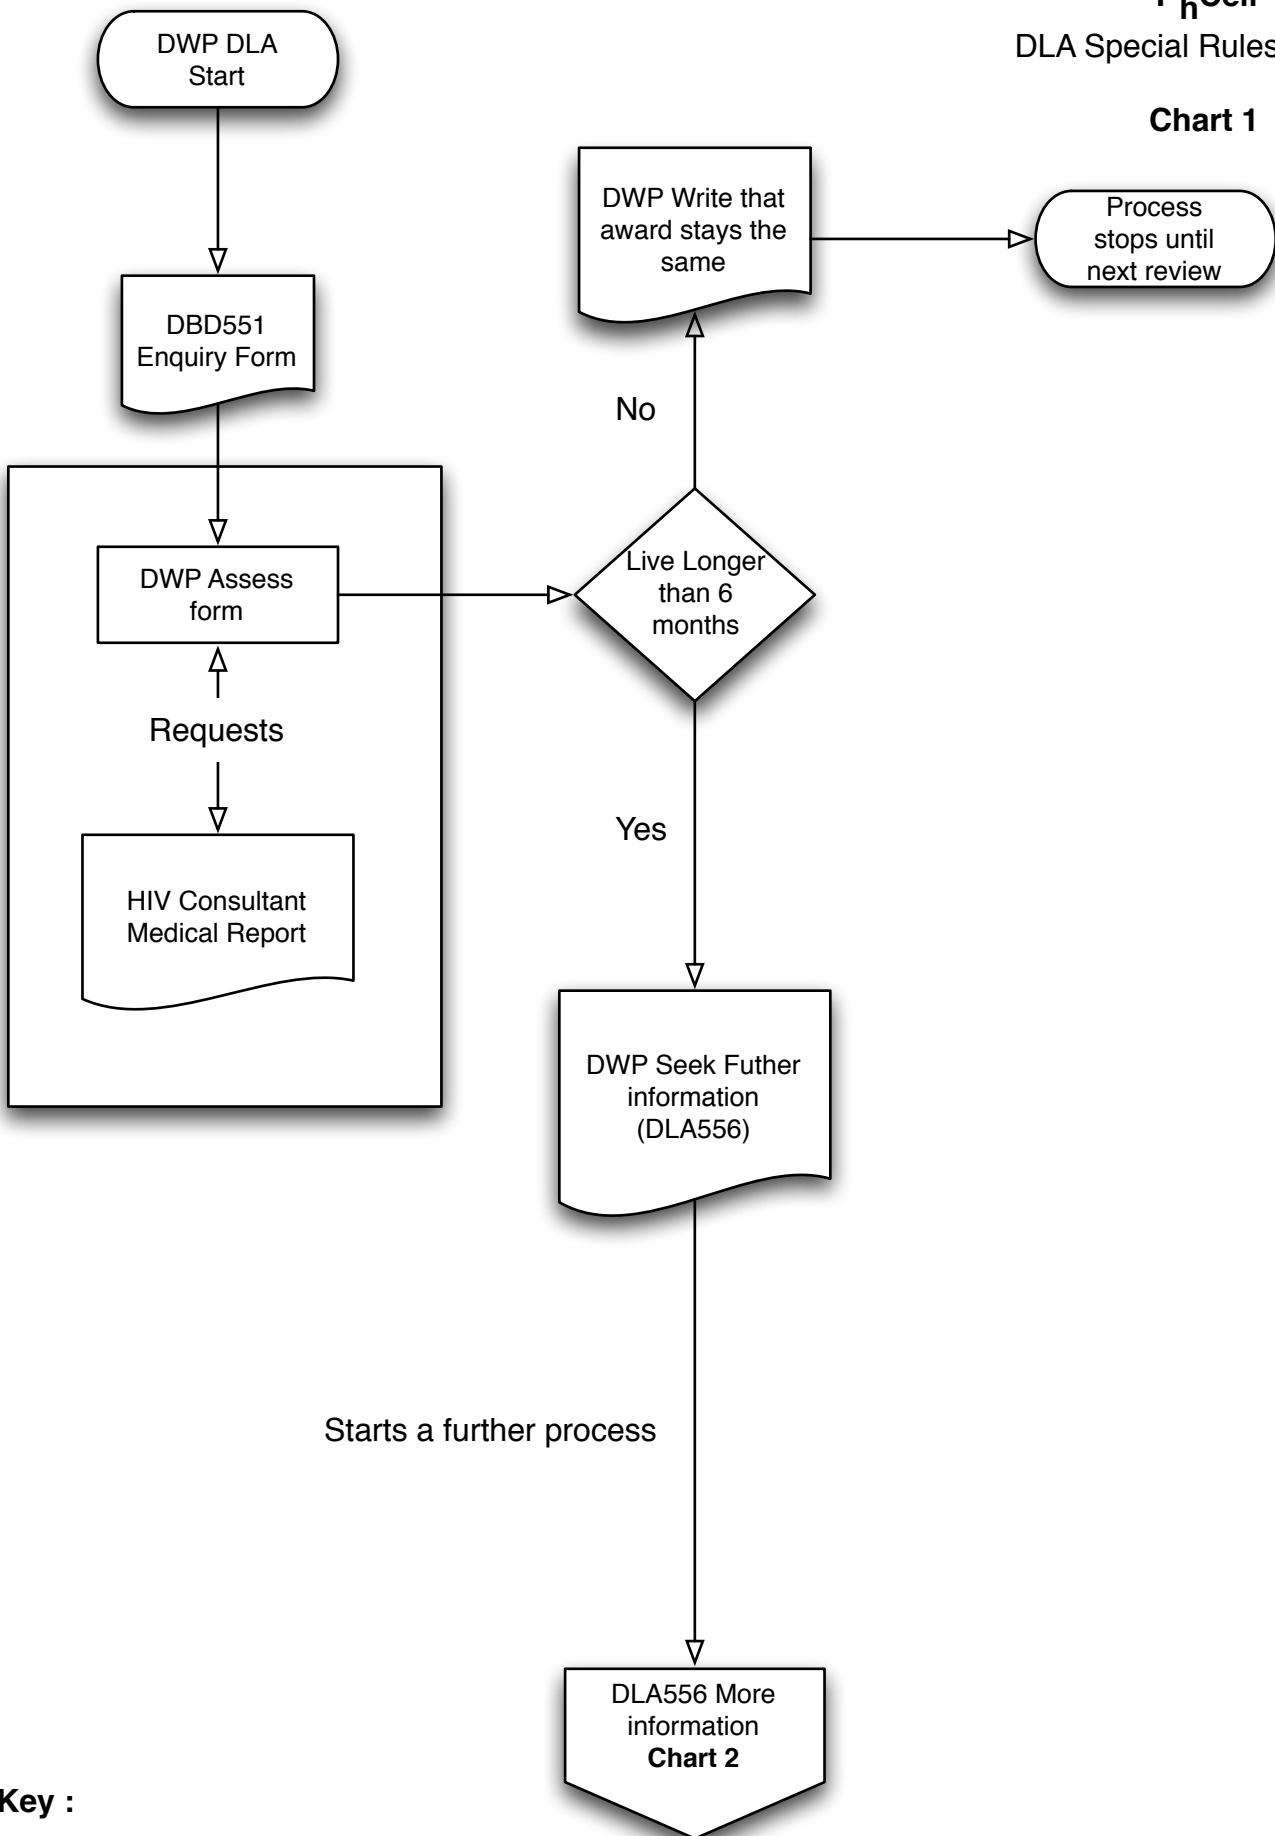 DLA Special Rules
Chart 1
DWP DLA
Start
DBD551
Enquiry Form
DWP Assess
form
Requests
HIV Consultant
Medical Report
Live Longer
than 6
months
No
DWP Write that
award stays the
same
Process
stops until
next review
Yes
DWP Seek Futher
information
(DLA556)
Starts a further process
DLA556 More
information
Chart 2
Key :